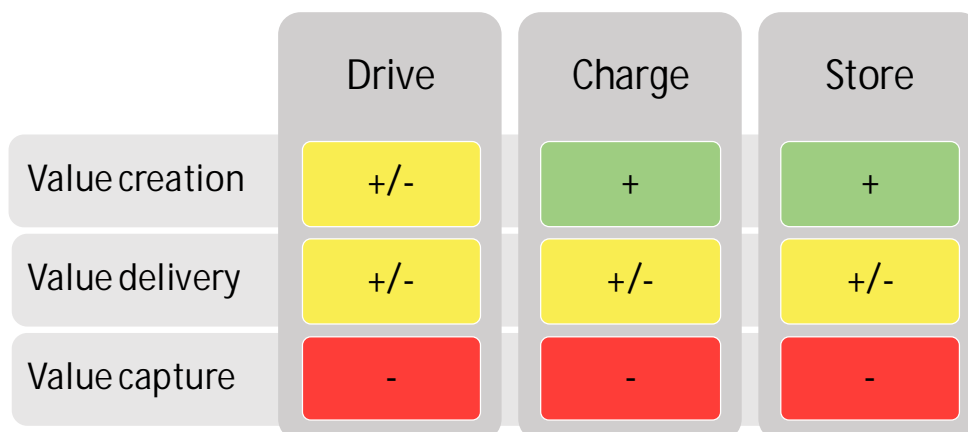 Drive Charge Store
Value creation +/- + +
Value delivery +/- +/- +/-
Value capture - - -